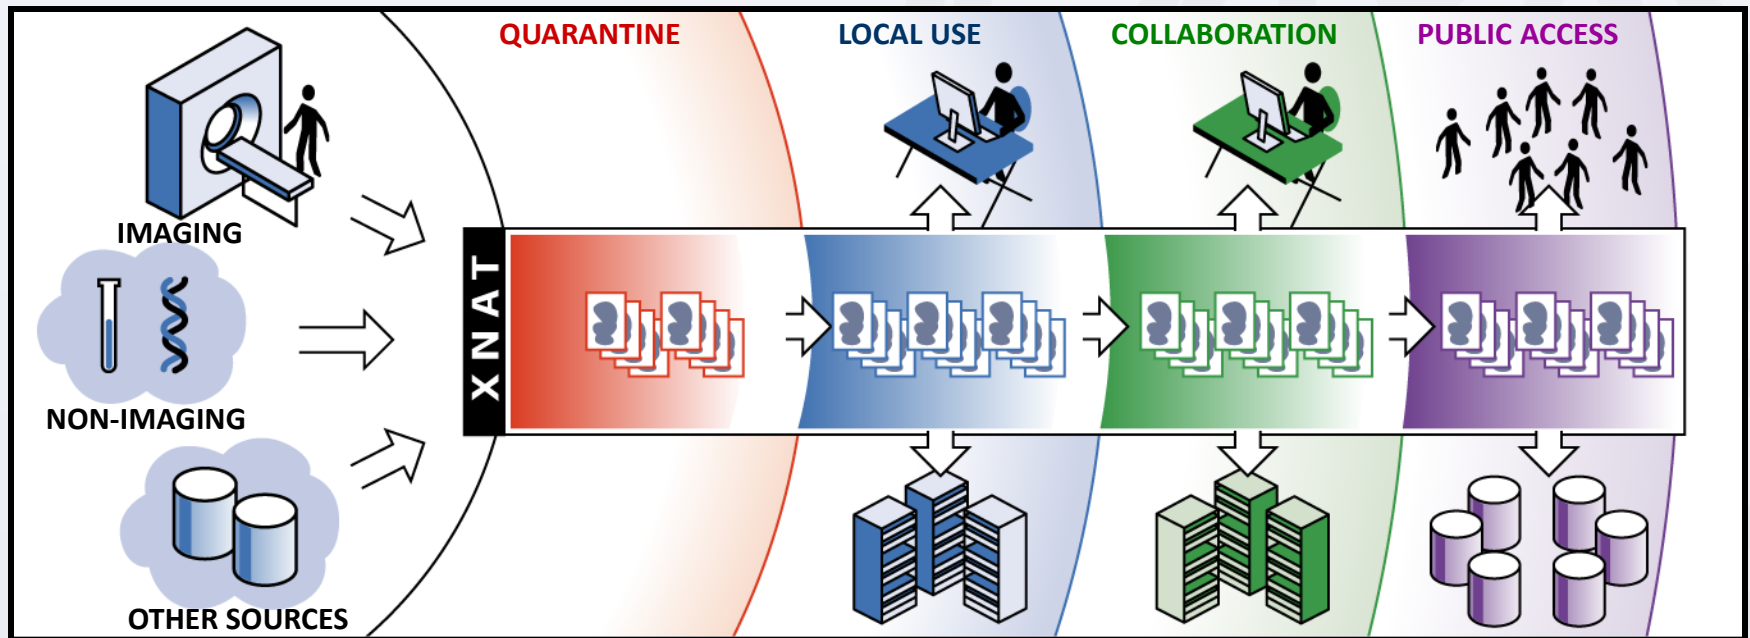 QUARANTINE
LOCAL USE
COLLABORATION
PUBLIC ACCESS
IMAGING
XNAT
NON-IMAGING
OTHER SOURCES